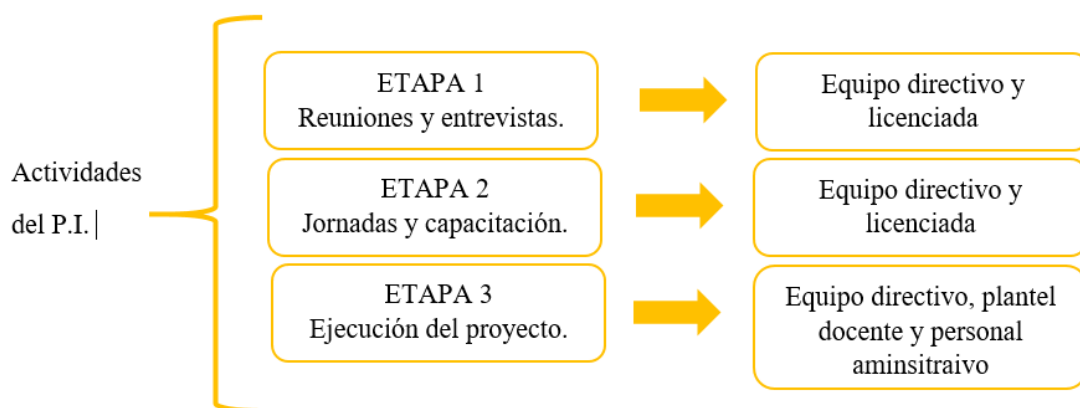 Actividades
del P.I.
ETAPA 1
Reuniones y entrevistas.
Equipo directivo y
licenciada
ETAPA 2
Jornadas y capacitación.
Equipo directivo y
licenciada
ETAPA 3
Ejecución del proyecto.
Equipo directivo, plantel
docente y personal
aminsitraivo